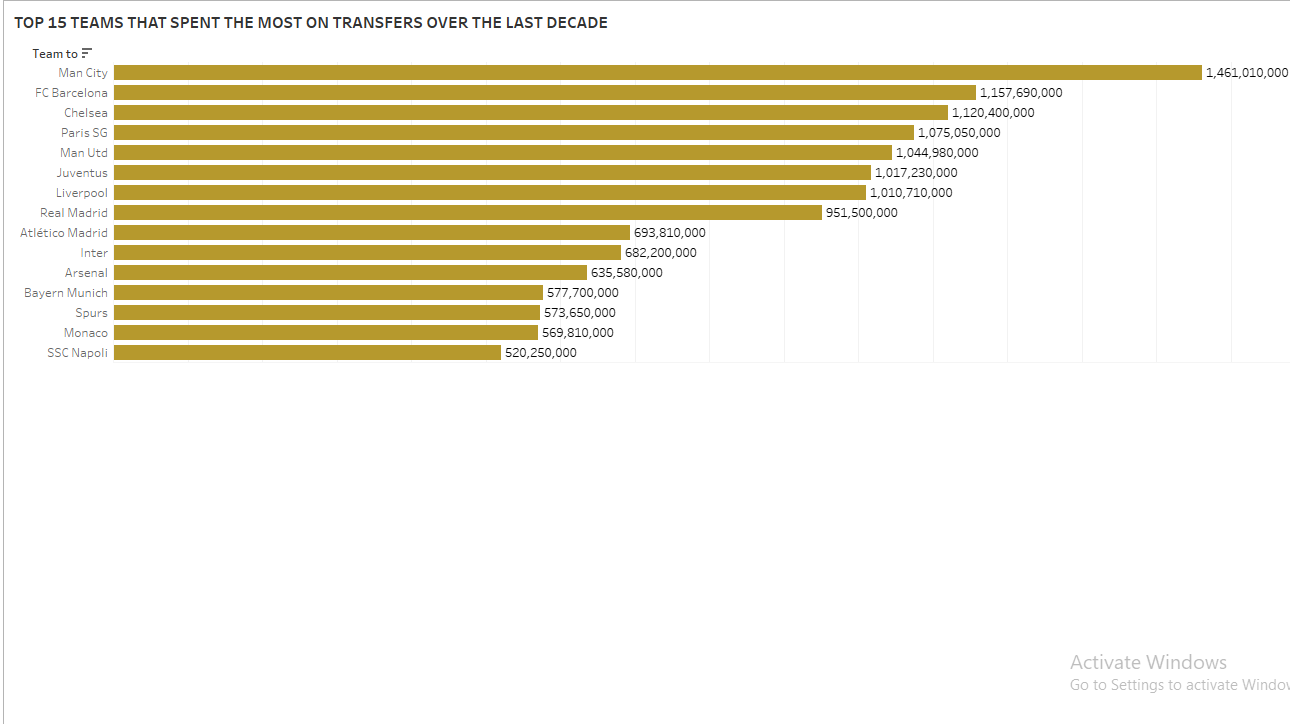 TOP 15 TEAMS THAT SPENT THE MOST ON TRANSFERS OVER THE LAST DECADE
Team to
Man City 1,461,010,000
FC Barcelona 1,157,690,000
Chelsea 1,120,400,000
Paris SG 1,075,050,000
Man Utd 1,044,980,000
Juventus 1,017,230,000
Liverpool 1,010,710,000
Real Madrid 951,500,000
Atlético Madrid 693,810,000
Inter 682,200,000
Arsenal 635,580,000
Bayern Munich 577,700,000
Spurs 573,650,000
Monaco 569,810,000
SSC Napoli 520,250,000
Activate Windows
Go to Settings to activate Windov